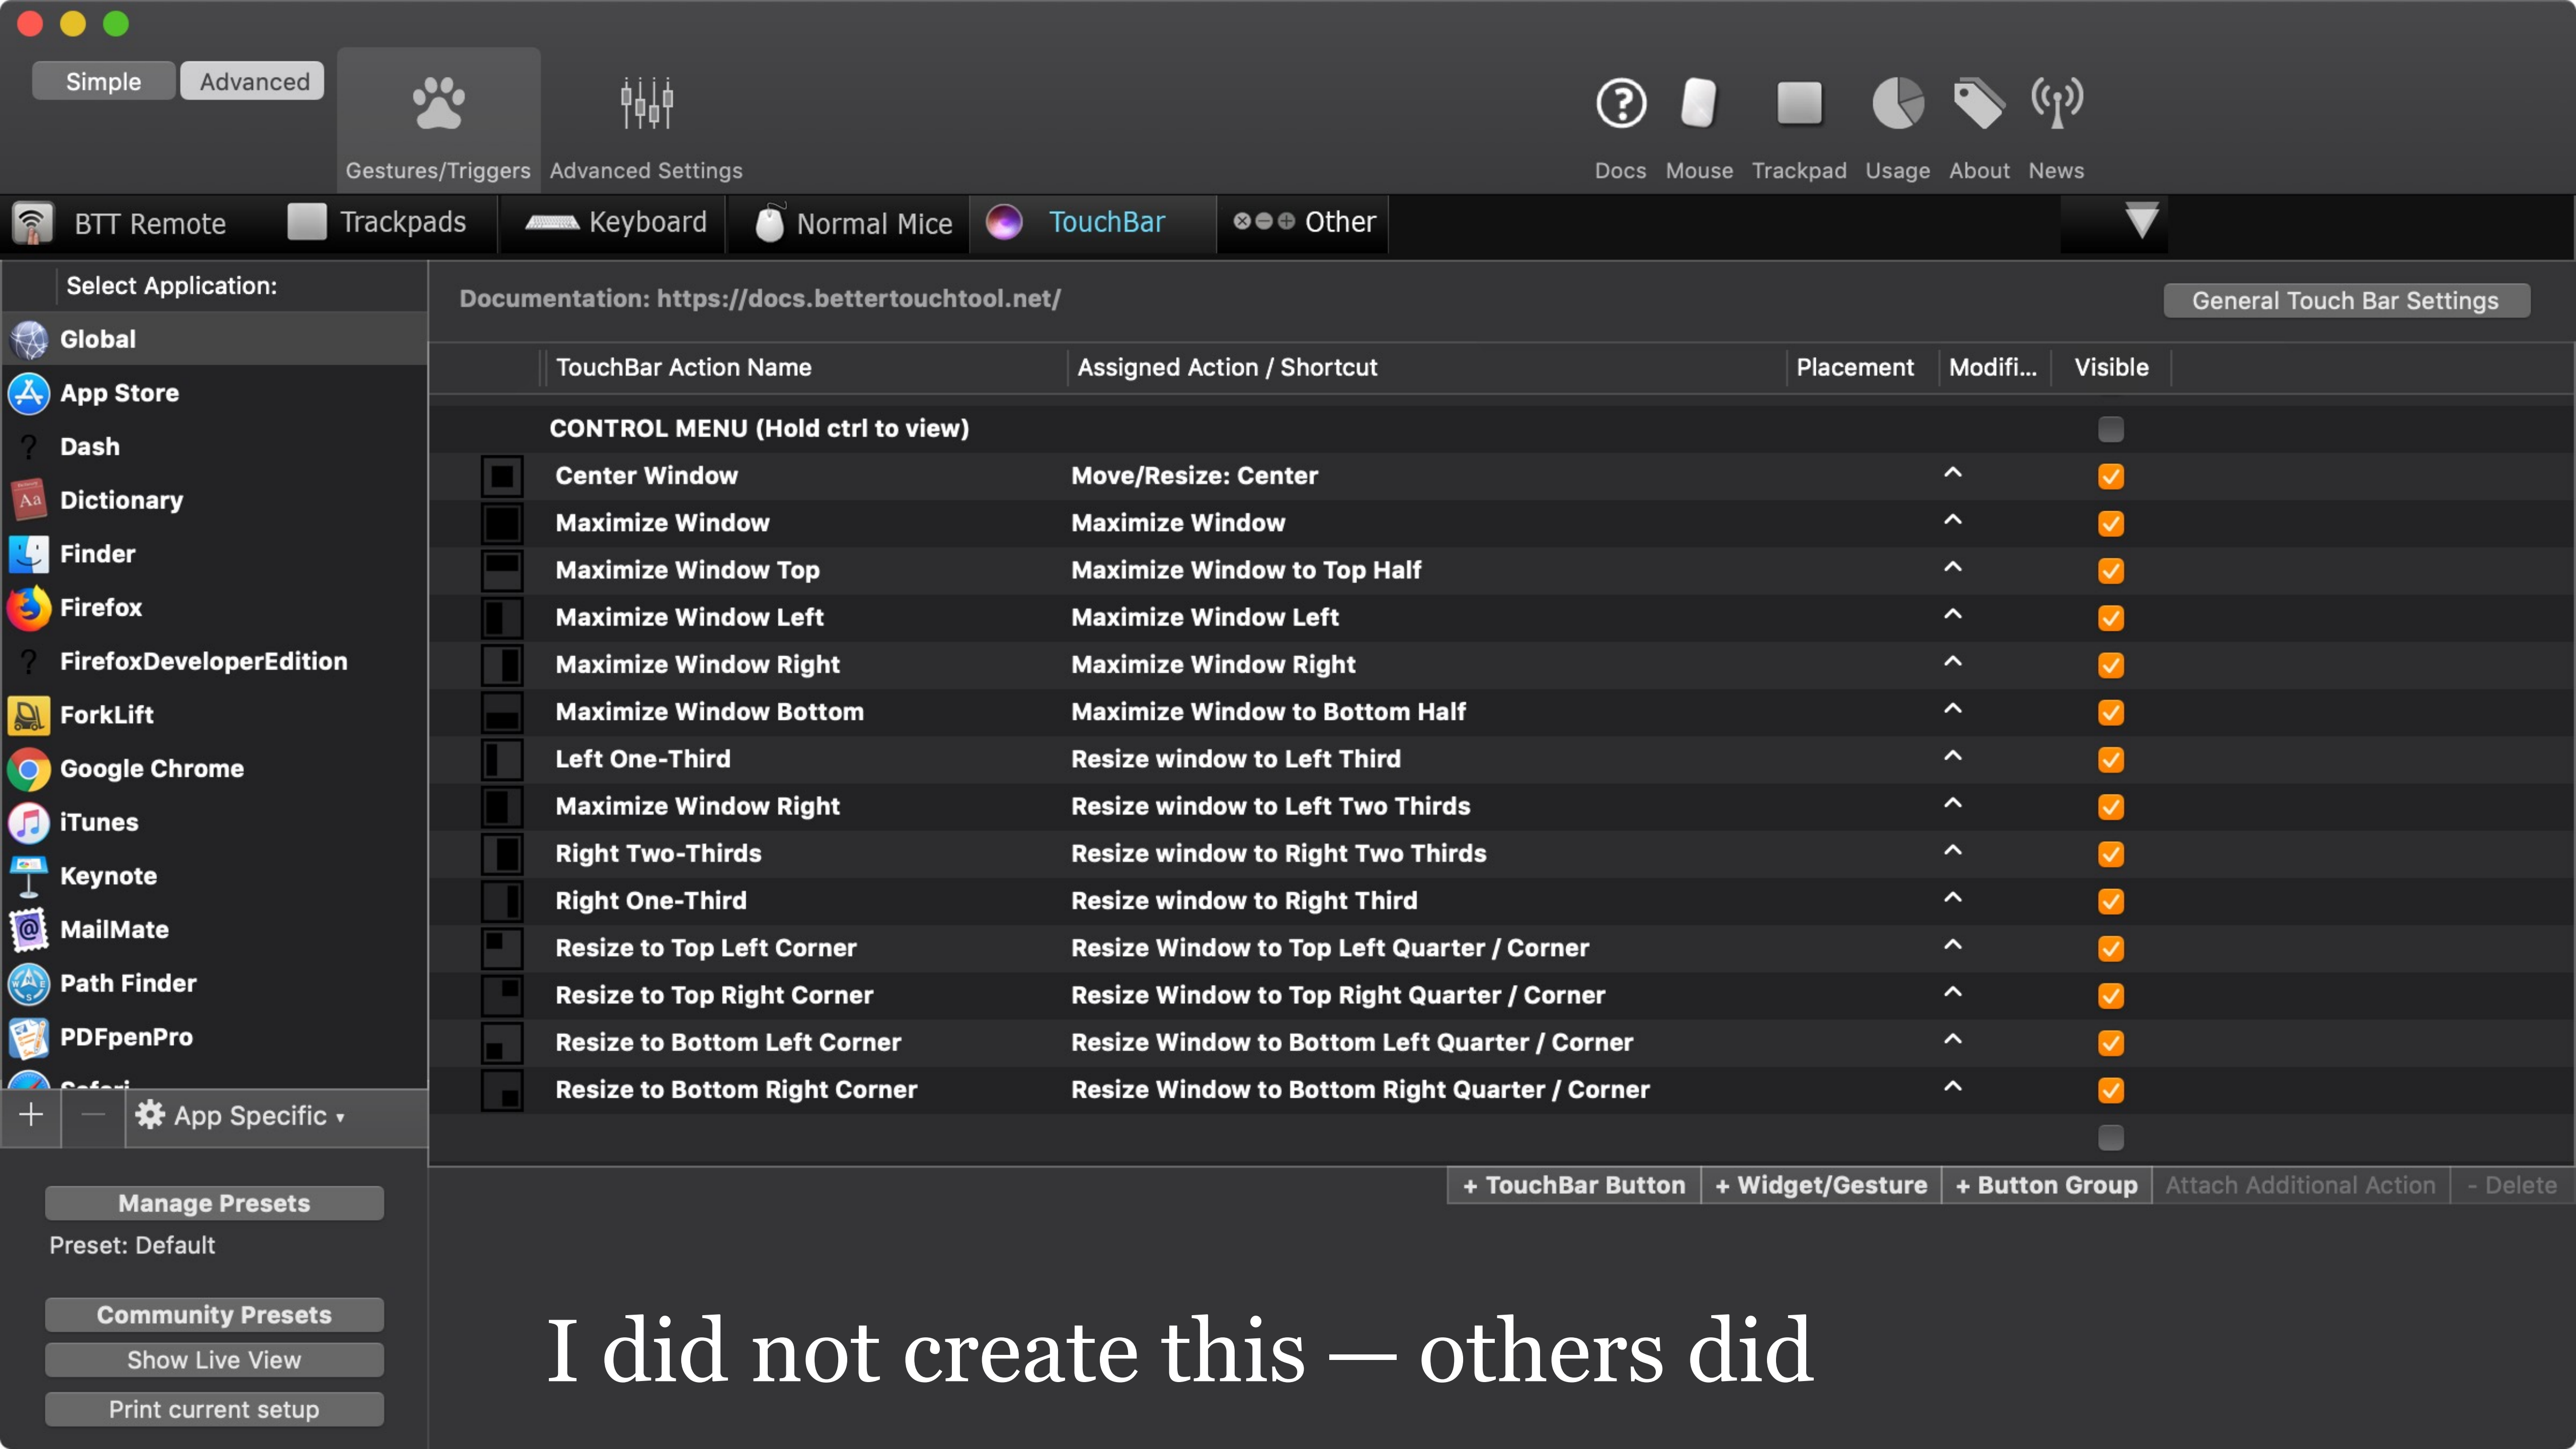 Simple Advanced
Gestures/Triggers Advanced Settings Docs Mouse Trackpad Usage About News
BTT Remote Trackpads Keyboard Normal Mice TouchBar Other
Select Application:
Global
App Store
Dash
Dictionary
Finder
Firefox
FirefoxDeveloperEdition
ForkLift
Google Chrome
iTunes
Keynote
MailMate
Path Finder
PDFpenPro
Safari
+ − App Specific ▾
Manage Presets
Preset: Default
Community Presets
Show Live View
Print current setup
Documentation: https://docs.bettertouchtool.net/ General Touch Bar Settings
TouchBar Action Name Assigned Action / Shortcut Placement Modifi... Visible
CONTROL MENU (Hold ctrl to view)
Center Window Move/Resize: Center ^
Maximize Window Maximize Window ^
Maximize Window Top Maximize Window to Top Half ^
Maximize Window Left Maximize Window Left ^
Maximize Window Right Maximize Window Right ^
Maximize Window Bottom Maximize Window to Bottom Half ^
Left One-Third Resize window to Left Third ^
Maximize Window Right Resize window to Left Two Thirds ^
Right Two-Thirds Resize window to Right Two Thirds ^
Right One-Third Resize window to Right Third ^
Resize to Top Left Corner Resize Window to Top Left Quarter / Corner ^
Resize to Top Right Corner Resize Window to Top Right Quarter / Corner ^
Resize to Bottom Left Corner Resize Window to Bottom Left Quarter / Corner ^
Resize to Bottom Right Corner Resize Window to Bottom Right Quarter / Corner ^
+ TouchBar Button + Widget/Gesture + Button Group Attach Additional Action - Delete
I did not create this — others did